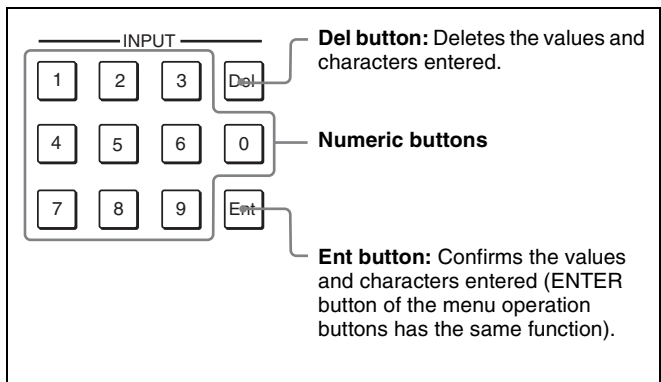 INPUT
1 2 3 Del
4 5 6 0
7 8 9 Ent
Del button: Deletes the values and
characters entered.
Numeric buttons
Ent button: Confirms the values
and characters entered (ENTER
button of the menu operation
buttons has the same function).